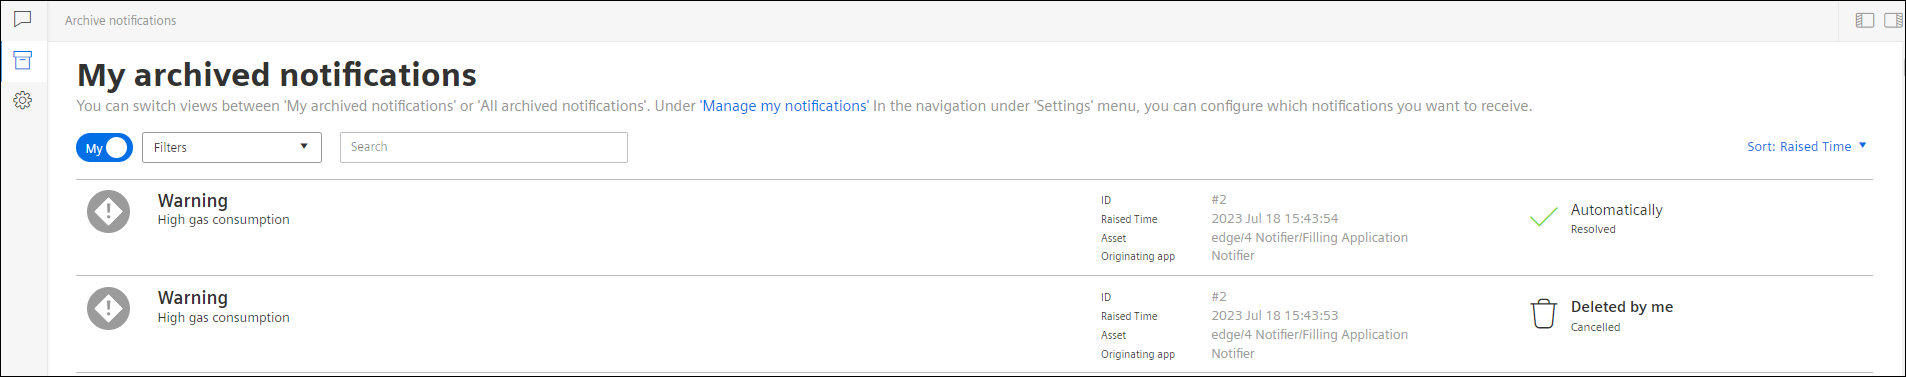 Archive notifications
My archived notifications
You can switch views between 'My archived notifications' or 'All archived notifications'. Under 'Manage my notifications' In the navigation under 'Settings' menu, you can configure which notifications you want to receive.
My Filters Search Sort: Raised Time
Warning
High gas consumption
ID #2
Raised Time 2023 Jul 18 15:43:54
Asset edge/4 Notifier/Filling Application
Originating app Notifier
Automatically
Resolved
Warning
High gas consumption
ID #2
Raised Time 2023 Jul 18 15:43:53
Asset edge/4 Notifier/Filling Application
Originating app Notifier
Deleted by me
Cancelled